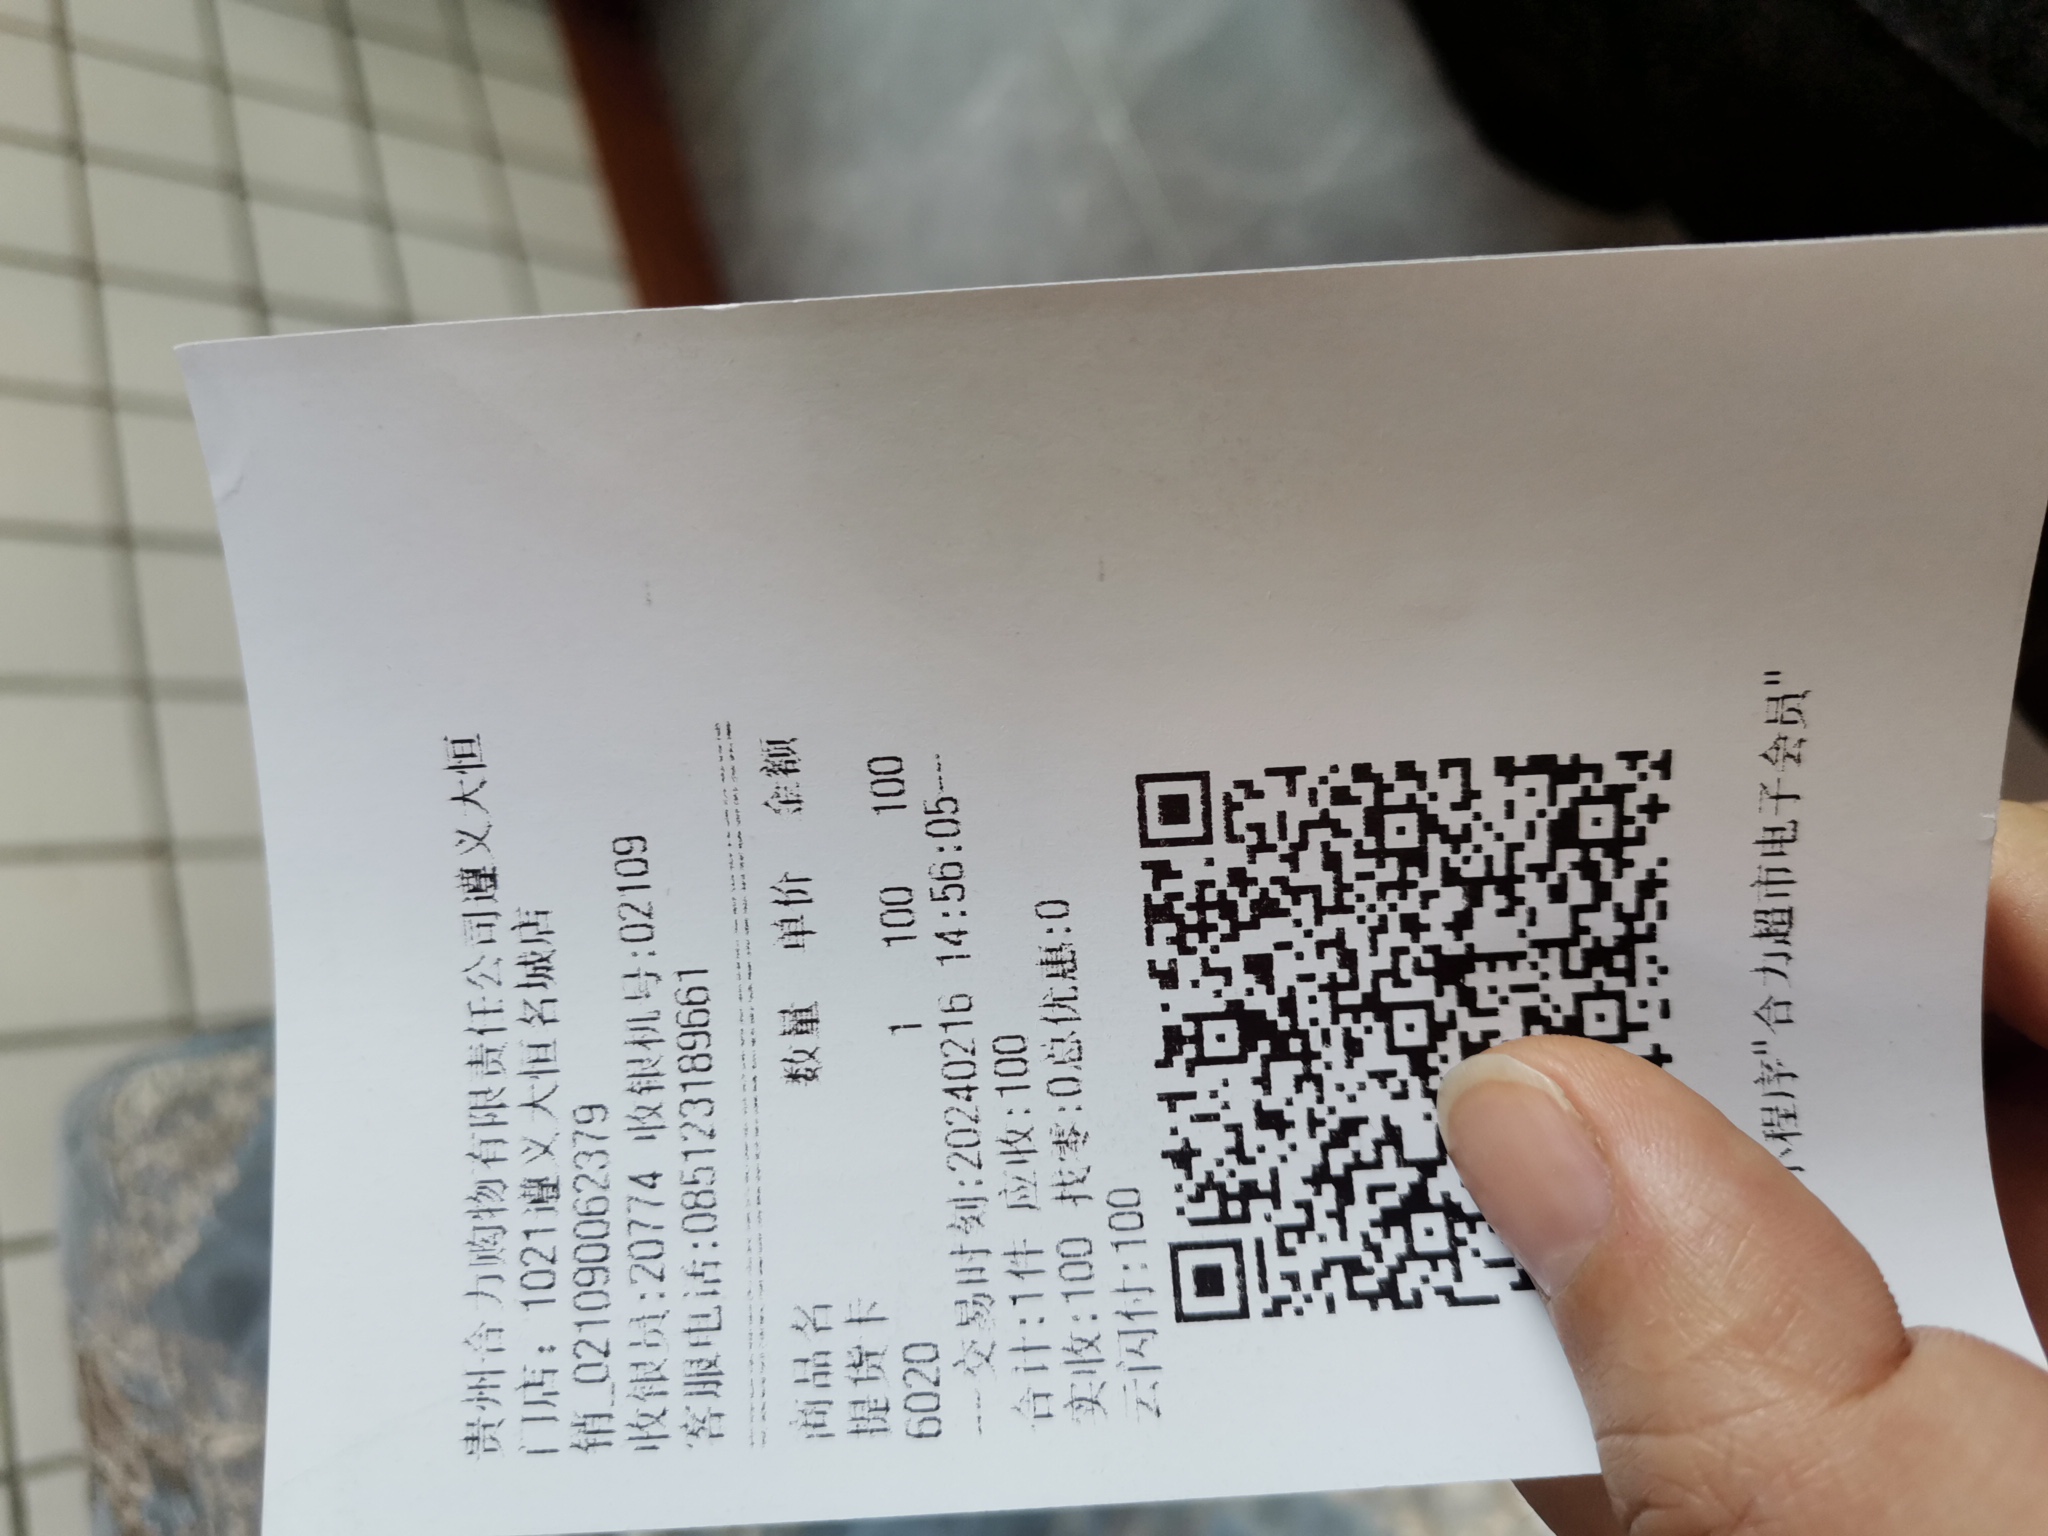 贵州合力购物有限责任公司遵义大恒
门店：1021遵义大恒名城店
销_021090062379
收银员:20774 收银机号:02109
客服电话:085123189661
商品名 数量 单价 金额
提货卡
6020 1 100 100
----交易时刻:20240216 14:56:05----
合计:1件 应收:100
实收:100 找零:0总优惠:0
云闪付:100
小程序"合力超市电子会员"